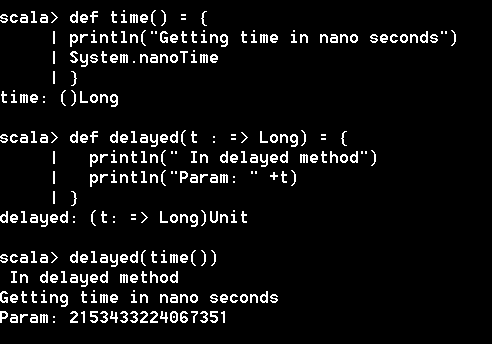 scala> def time() = {
     | println("Getting time in nano seconds")
     | System.nanoTime
     | }
time: ()Long

scala> def delayed(t : => Long) = {
     |   println(" In delayed method")
     |   println("Param: " +t)
     | }
delayed: (t: => Long)Unit

scala> delayed(time())
 In delayed method
Getting time in nano seconds
Param: 2153433224067351